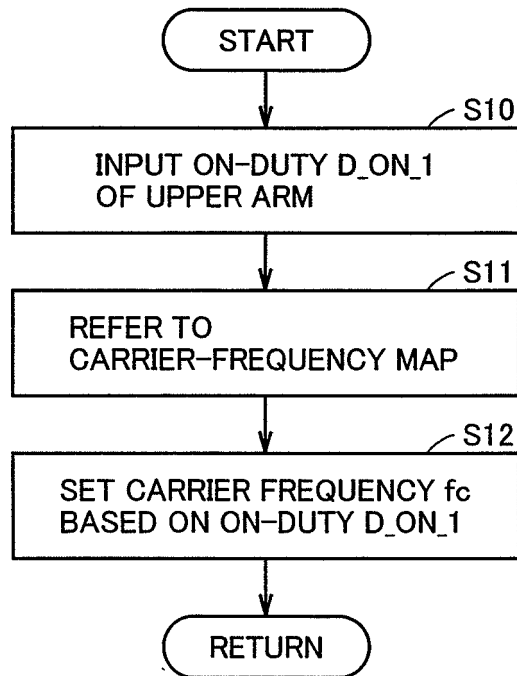 START
S10
INPUT ON-DUTY D_ON_1
OF UPPER ARM
S11
REFER TO
CARRIER-FREQUENCY MAP
S12
SET CARRIER FREQUENCY fc
BASED ON ON-DUTY D_ON_1
RETURN